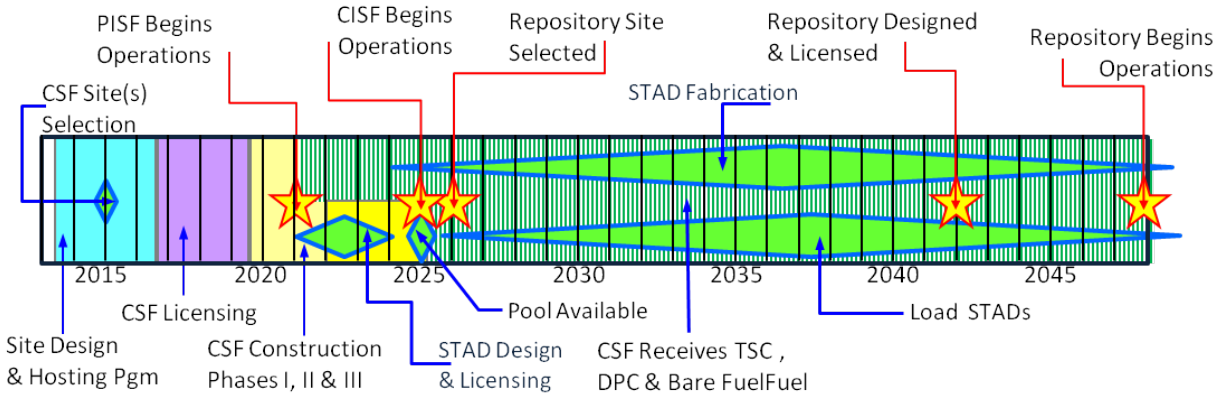 PISF Begins
Operations
CISF Begins
Operations
Repository Site
Selected
Repository Designed
& Licensed
Repository Begins
Operations
CSF Site(s)
Selection
STAD Fabrication
2015
2020
2025
2030
2035
2040
2045
CSF Licensing
Pool Available
Load STADs
Site Design
& Hosting Pgm
CSF Construction
Phases I, II & III
STAD Design
& Licensing
CSF Receives TSC ,
DPC & Bare FuelFuel